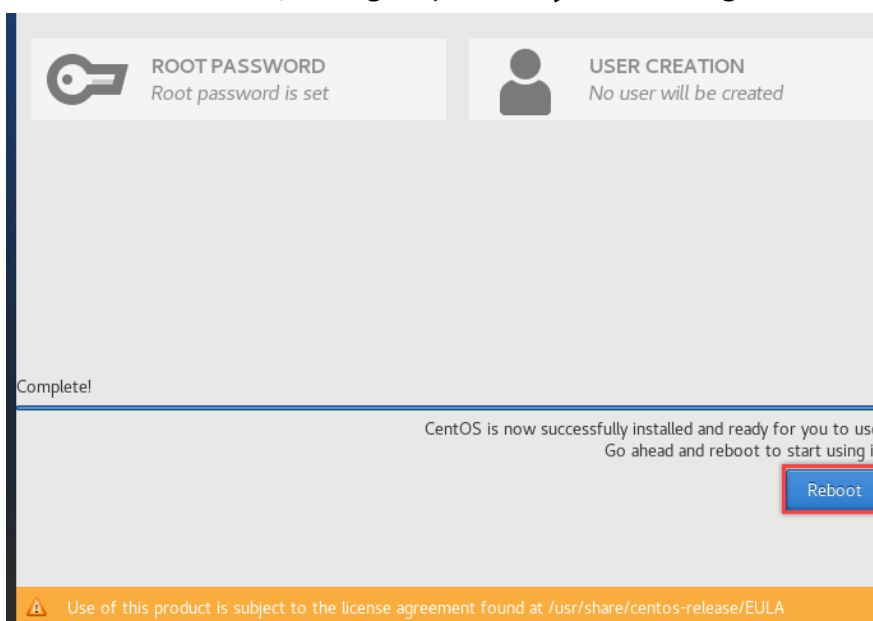 ROOT PASSWORD
Root password is set
USER CREATION
No user will be created
Complete!
CentOS is now successfully installed and ready for you to use
Go ahead and reboot to start using i
Reboot
Use of this product is subject to the license agreement found at /usr/share/centos-release/EULA